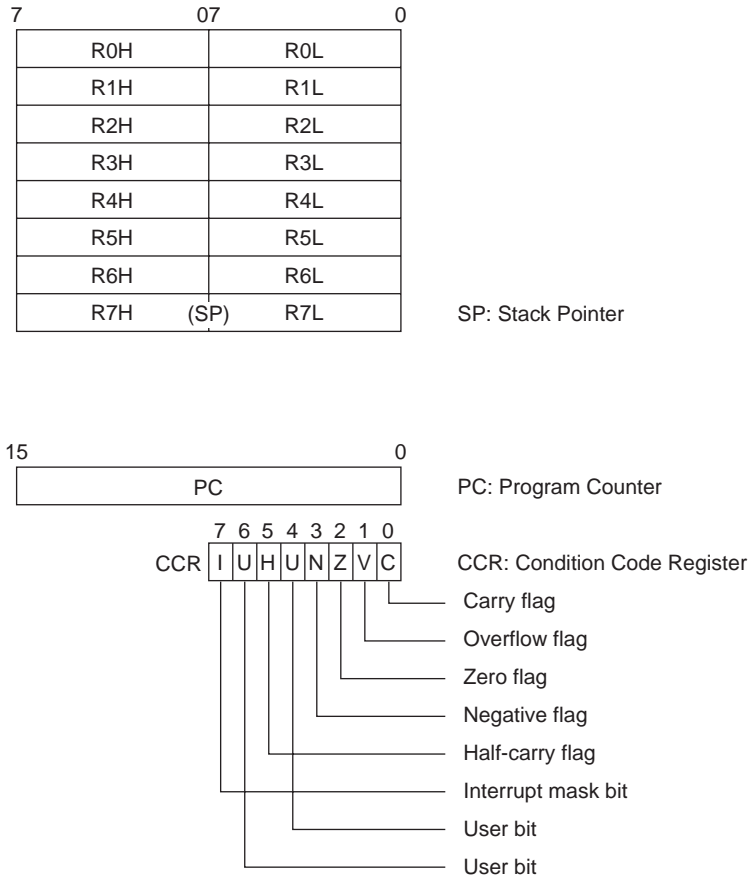 7 07 0
R0H R0L
R1H R1L
R2H R2L
R3H R3L
R4H R4L
R5H R5L
R6H R6L
R7H (SP) R7L SP: Stack Pointer
15 0
PC PC: Program Counter
7 6 5 4 3 2 1 0
CCR I U H U N Z V C CCR: Condition Code Register
Carry flag
Overflow flag
Zero flag
Negative flag
Half-carry flag
Interrupt mask bit
User bit
User bit